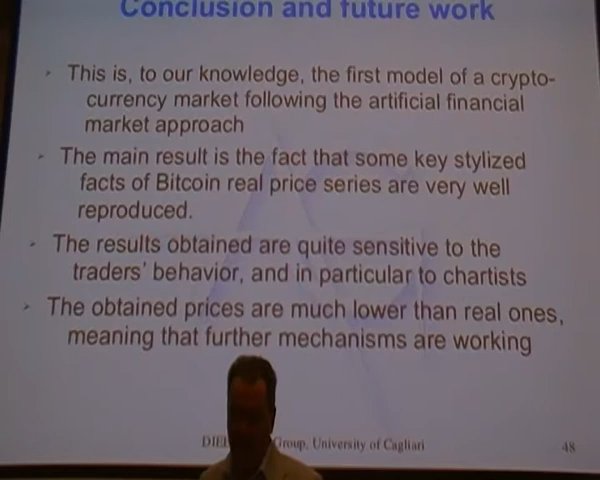 Conclusion and future work
This is, to our knowledge, the first model of a crypto-
currency market following the artificial financial
market approach
The main result is the fact that some key stylized
facts of Bitcoin real price series are very well
reproduced.
The results obtained are quite sensitive to the
traders' behavior, and in particular to chartists
The obtained prices are much lower than real ones,
meaning that further mechanisms are working
Group, University of Cagliari
48